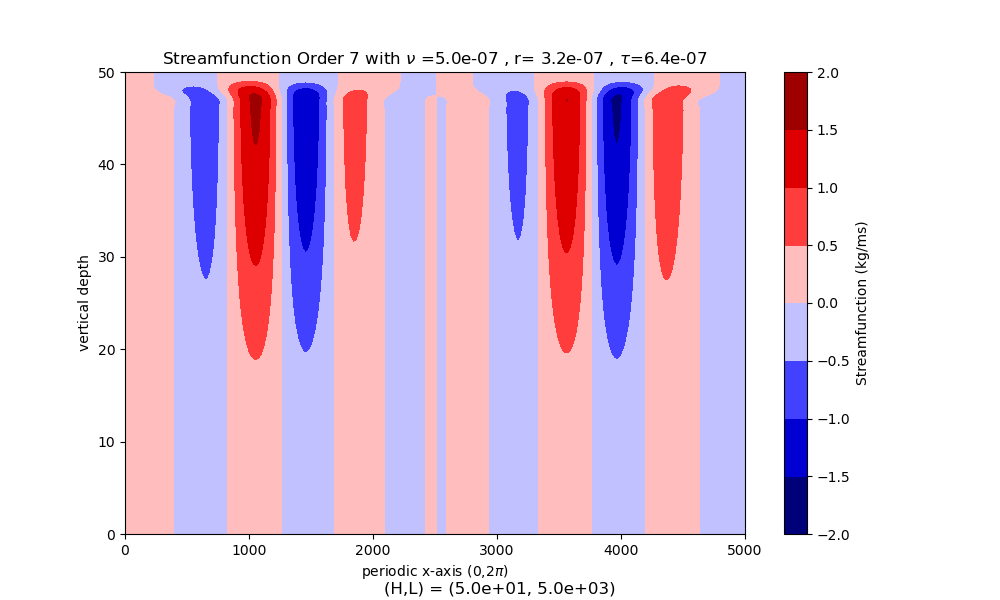 Streamfunction Order 7 with ν =5.0e-07 , r= 3.2e-07 , τ=6.4e-07
50
40
30
20
10
0
vertical depth
0 1000 2000 3000 4000 5000
periodic x-axis (0,2π)
(H,L) = (5.0e+01, 5.0e+03)
2.0
1.5
1.0
0.5
0.0
−0.5
−1.0
−1.5
−2.0
Streamfunction (kg/ms)